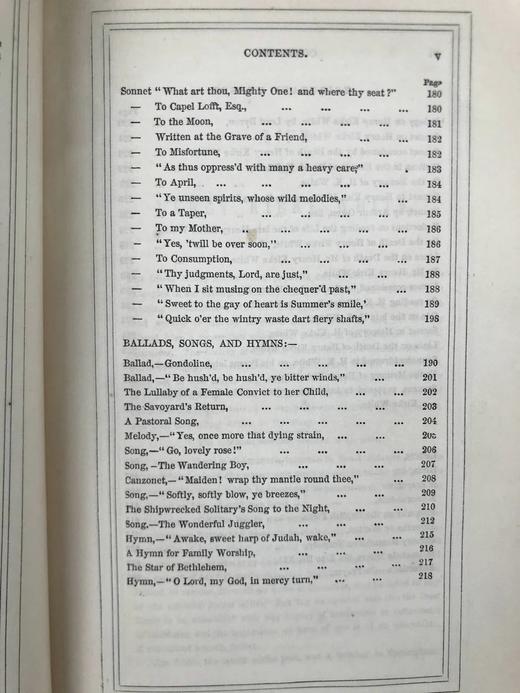 CONTENTS. v
Page
Sonnet "What art thou, Mighty One! and where thy seat?" 180
— To Capel Lofft, Esq., ... ... ... ... 180
— To the Moon, ... ... ... ... 181
— Written at the Grave of a Friend, ... ... 182
— To Misfortune, ... ... ... ... 182
— "As thus oppress'd with many a heavy care;" . 183
— To April, ... ... ... ... ... 184
— "Ye unseen spirits, whose wild melodies," ... ... 184
— To a Taper, ... ... ... ... 185
— To my Mother, .. ... ... ... ... 186
— "Yes, 'twill be over soon," ... ... ... 186
— To Consumption, ... ... ... ... 187
— "Thy judgments, Lord, are just," ... ... 188
— "When I sit musing on the chequer'd past," ... 188
— "Sweet to the gay of heart is Summer's smile,' 189
— "Quick o'er the wintry waste dart fiery shafts," 198
BALLADS, SONGS, AND HYMNS:—
Ballad,—Gondoline, ... ... ... ... ... 190
Ballad,—"Be hush'd, be hush'd, ye bitter winds," ... 201
The Lullaby of a Female Convict to her Child, ... ... 202
The Savoyard's Return, ... ... ... ... 203
A Pastoral Song, ... ... ... ... ... 204
Melody,—"Yes, once more that dying strain, ... ...
Song,—"Go, lovely rose!" ... ... ... ... 206
Song,—The Wandering Boy, ... ... ... 207
Canzonet,—"Maiden! wrap thy mantle round thee," ... 208
Song,—"Softly, softly blow, ye breezes," ... ... 209
The Shipwrecked Solitary's Song to the Night, ... ... 210
Song.—The Wonderful Juggler, ... ... ... 212
Hymn,—"Awake, sweet harp of Judah, wake," ... ... 215
A Hymn for Family Worship, ... ... ... 216
The Star of Bethlehem, ... ... ... ... 217
Hymn,—"O Lord, my God, in mercy turn," ... ... 218